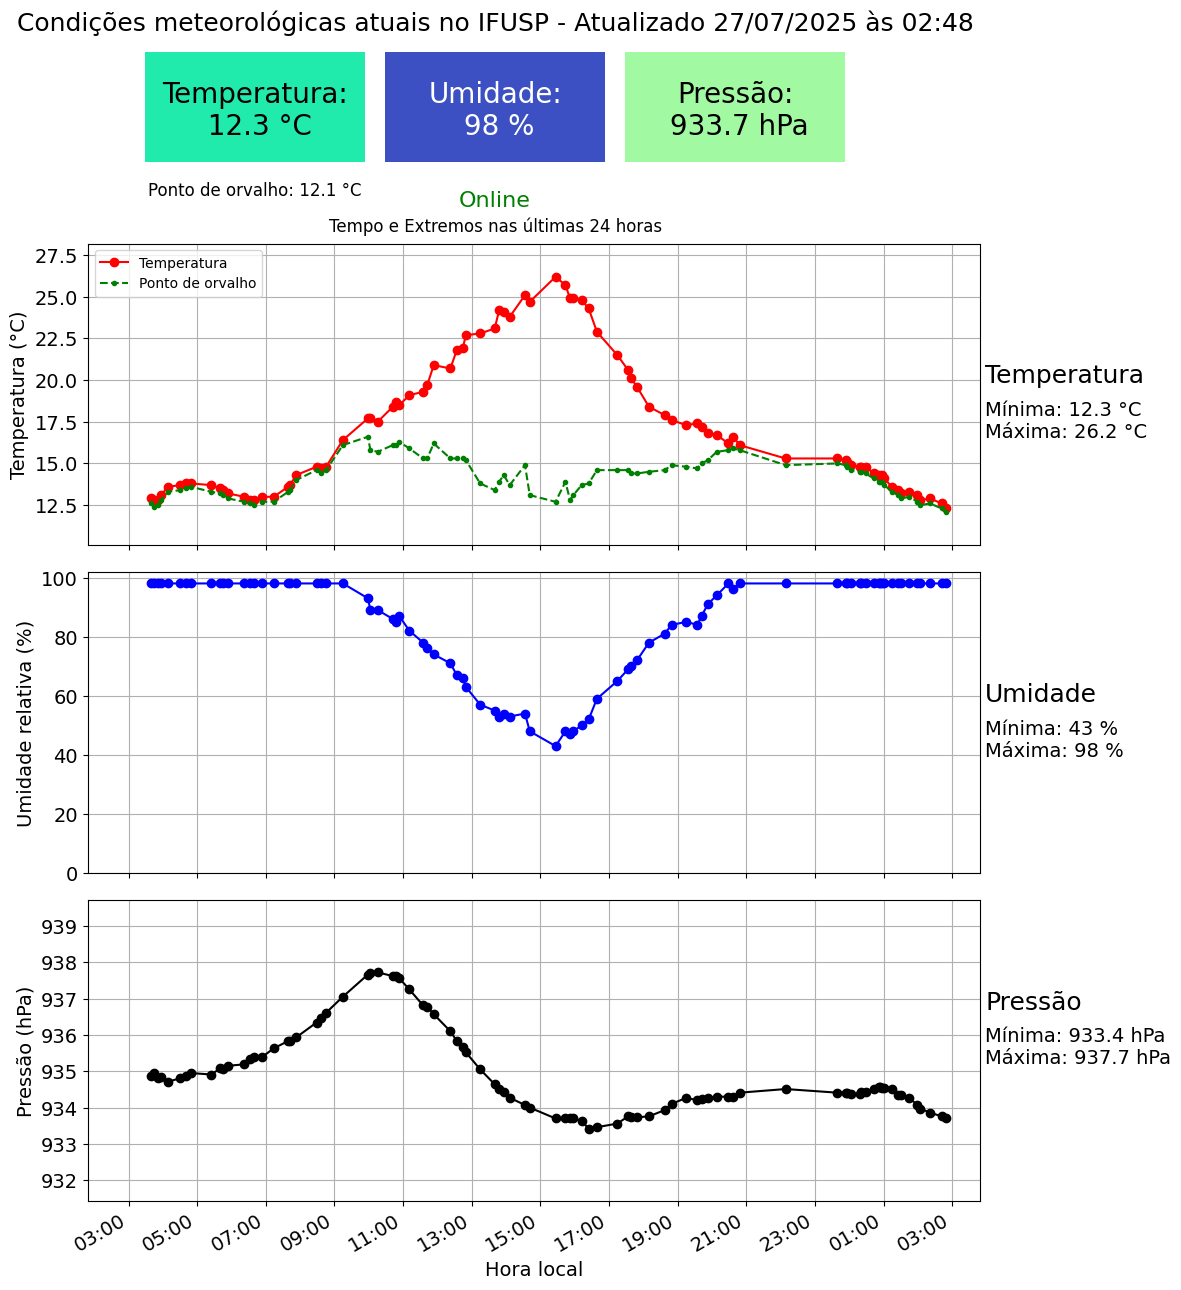 Condições meteorológicas atuais no IFUSP - Atualizado 27/07/2025 às 02:48
Temperatura:
12.3 °C
Umidade:
98 %
Pressão:
933.7 hPa
Ponto de orvalho: 12.1 °C
Online
Tempo e Extremos nas últimas 24 horas
Temperatura
Ponto de orvalho
Temperatura (°C)
27.5
25.0
22.5
20.0
17.5
15.0
12.5
Temperatura
Mínima: 12.3 °C
Máxima: 26.2 °C
Umidade relativa (%)
100
80
60
40
20
0
Umidade
Mínima: 43 %
Máxima: 98 %
Pressão (hPa)
939
938
937
936
935
934
933
932
Pressão
Mínima: 933.4 hPa
Máxima: 937.7 hPa
03:00
05:00
07:00
09:00
11:00
13:00
15:00
17:00
19:00
21:00
23:00
01:00
03:00
Hora local